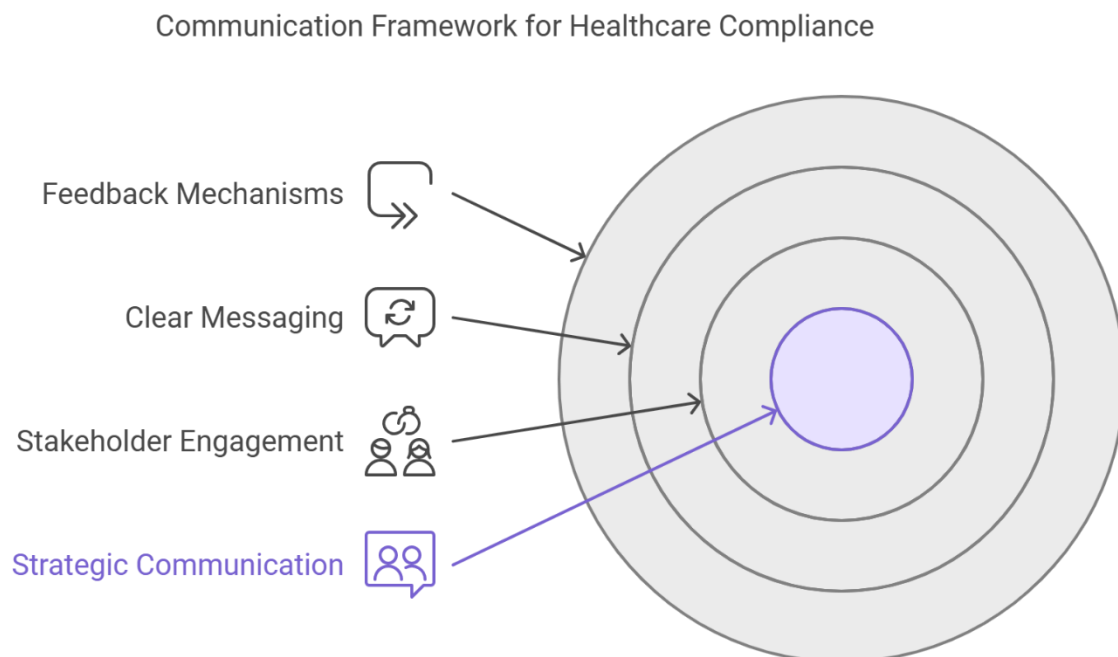 Communication Framework for Healthcare Compliance
Feedback Mechanisms
Clear Messaging
Stakeholder Engagement
Strategic Communication